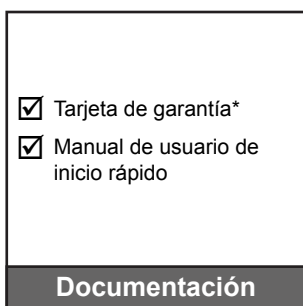 ☑ Tarjeta de garantía*
☑ Manual de usuario de
inicio rápido
Documentación